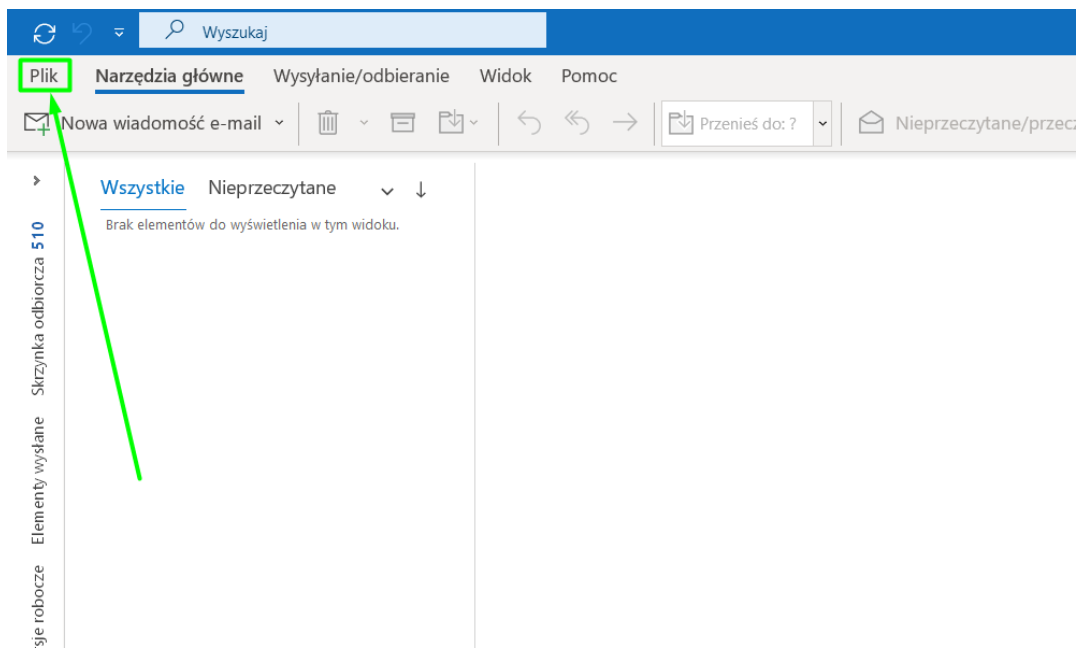 Wyszukaj
Plik Narzędzia główne Wysyłanie/odbieranie Widok Pomoc
Nowa wiadomość e-mail Przenieś do: ? Nieprzeczytane/przecz
Wszystkie Nieprzeczytane
Brak elementów do wyświetlenia w tym widoku.
Skrzynka odbiorcza 510
Elementy wysłane
sje robocze